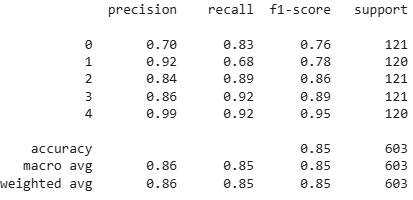 precision recall f1-score support
0 0.70 0.83 0.76 121
1 0.92 0.68 0.78 120
2 0.84 0.89 0.86 121
3 0.86 0.92 0.89 121
4 0.99 0.92 0.95 120
accuracy 0.85 603
macro avg 0.86 0.85 0.85 603
weighted avg 0.86 0.85 0.85 603